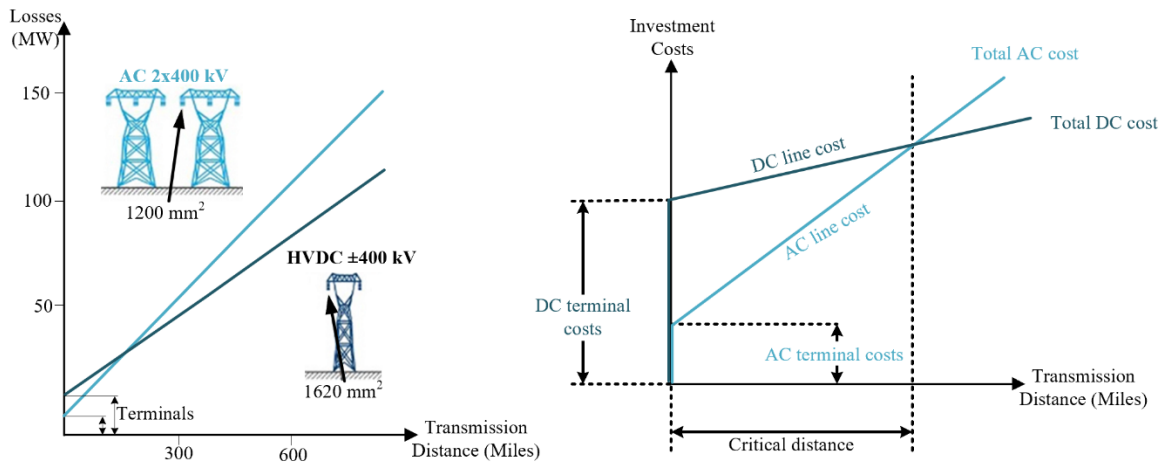 Losses
(MW)
AC 2x400 kV
150
1200 mm²
100
HVDC ±400 kV
50
1620 mm²
Terminals
300
600
Transmission
Distance (Miles)
Investment
Costs
Total AC cost
Total DC cost
DC line cost
AC line cost
DC terminal
costs
AC terminal costs
Transmission
Distance (Miles)
Critical distance